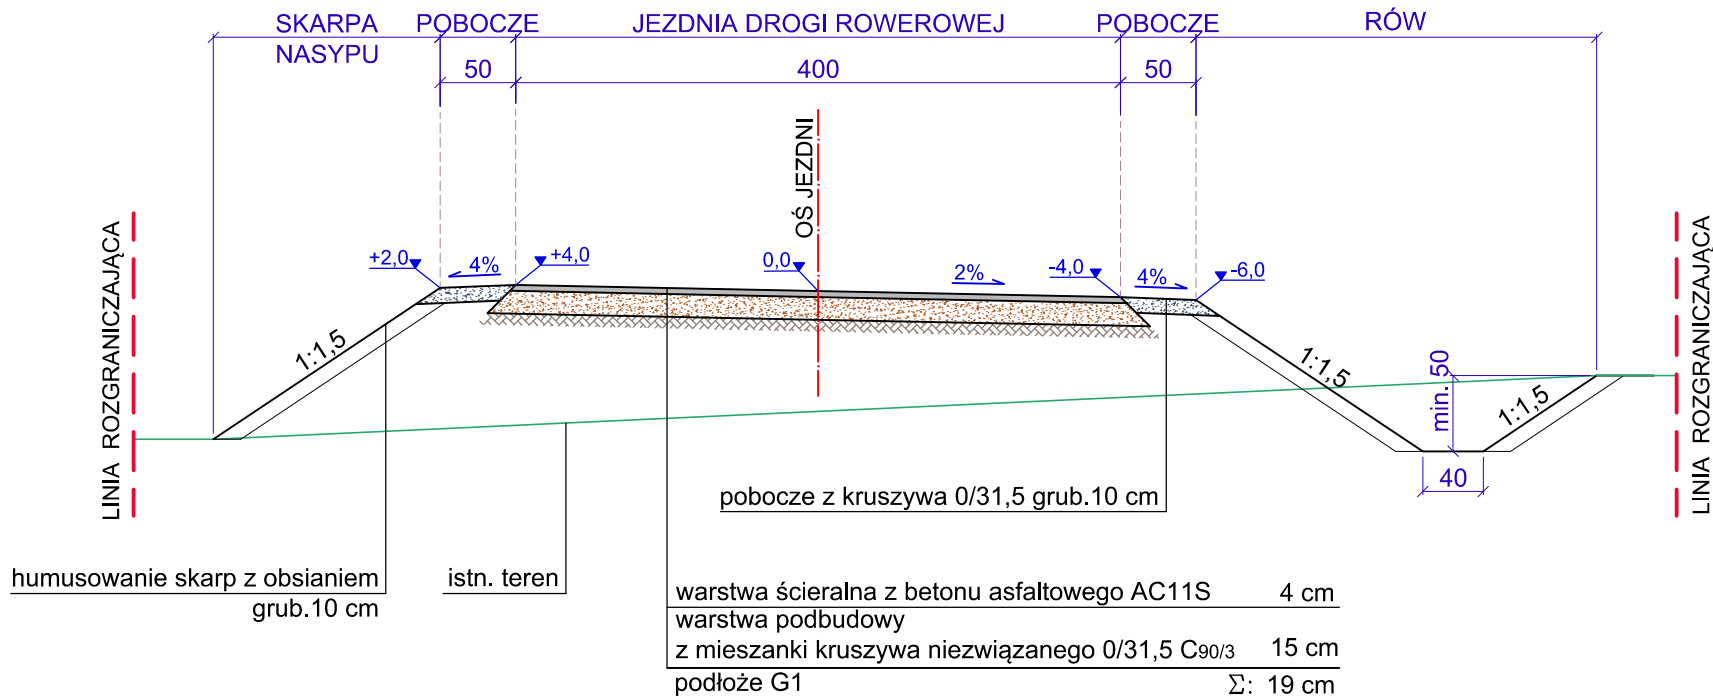 SKARPA
NASYPU
POBOCZE
JEZDNIA DROGI ROWEROWEJ
POBOCZE
RÓW
50
400
50
OŚ JEZDNI
LINIA ROZGRANICZAJĄCA
LINIA ROZGRANICZAJĄCA
+2,0
4%
+4,0
0,0
2%
-4,0
4%
-6,0
1:1,5
1:1,5
min. 50
1:1,5
40
pobocze z kruszywa 0/31,5 grub.10 cm
humusowanie skarp z obsianiem
grub.10 cm
istn. teren
warstwa ścieralna z betonu asfaltowego AC11S 4 cm
warstwa podbudowy
z mieszanki kruszywa niezwiązanego 0/31,5 C90/3 15 cm
podłoże G1 Σ: 19 cm